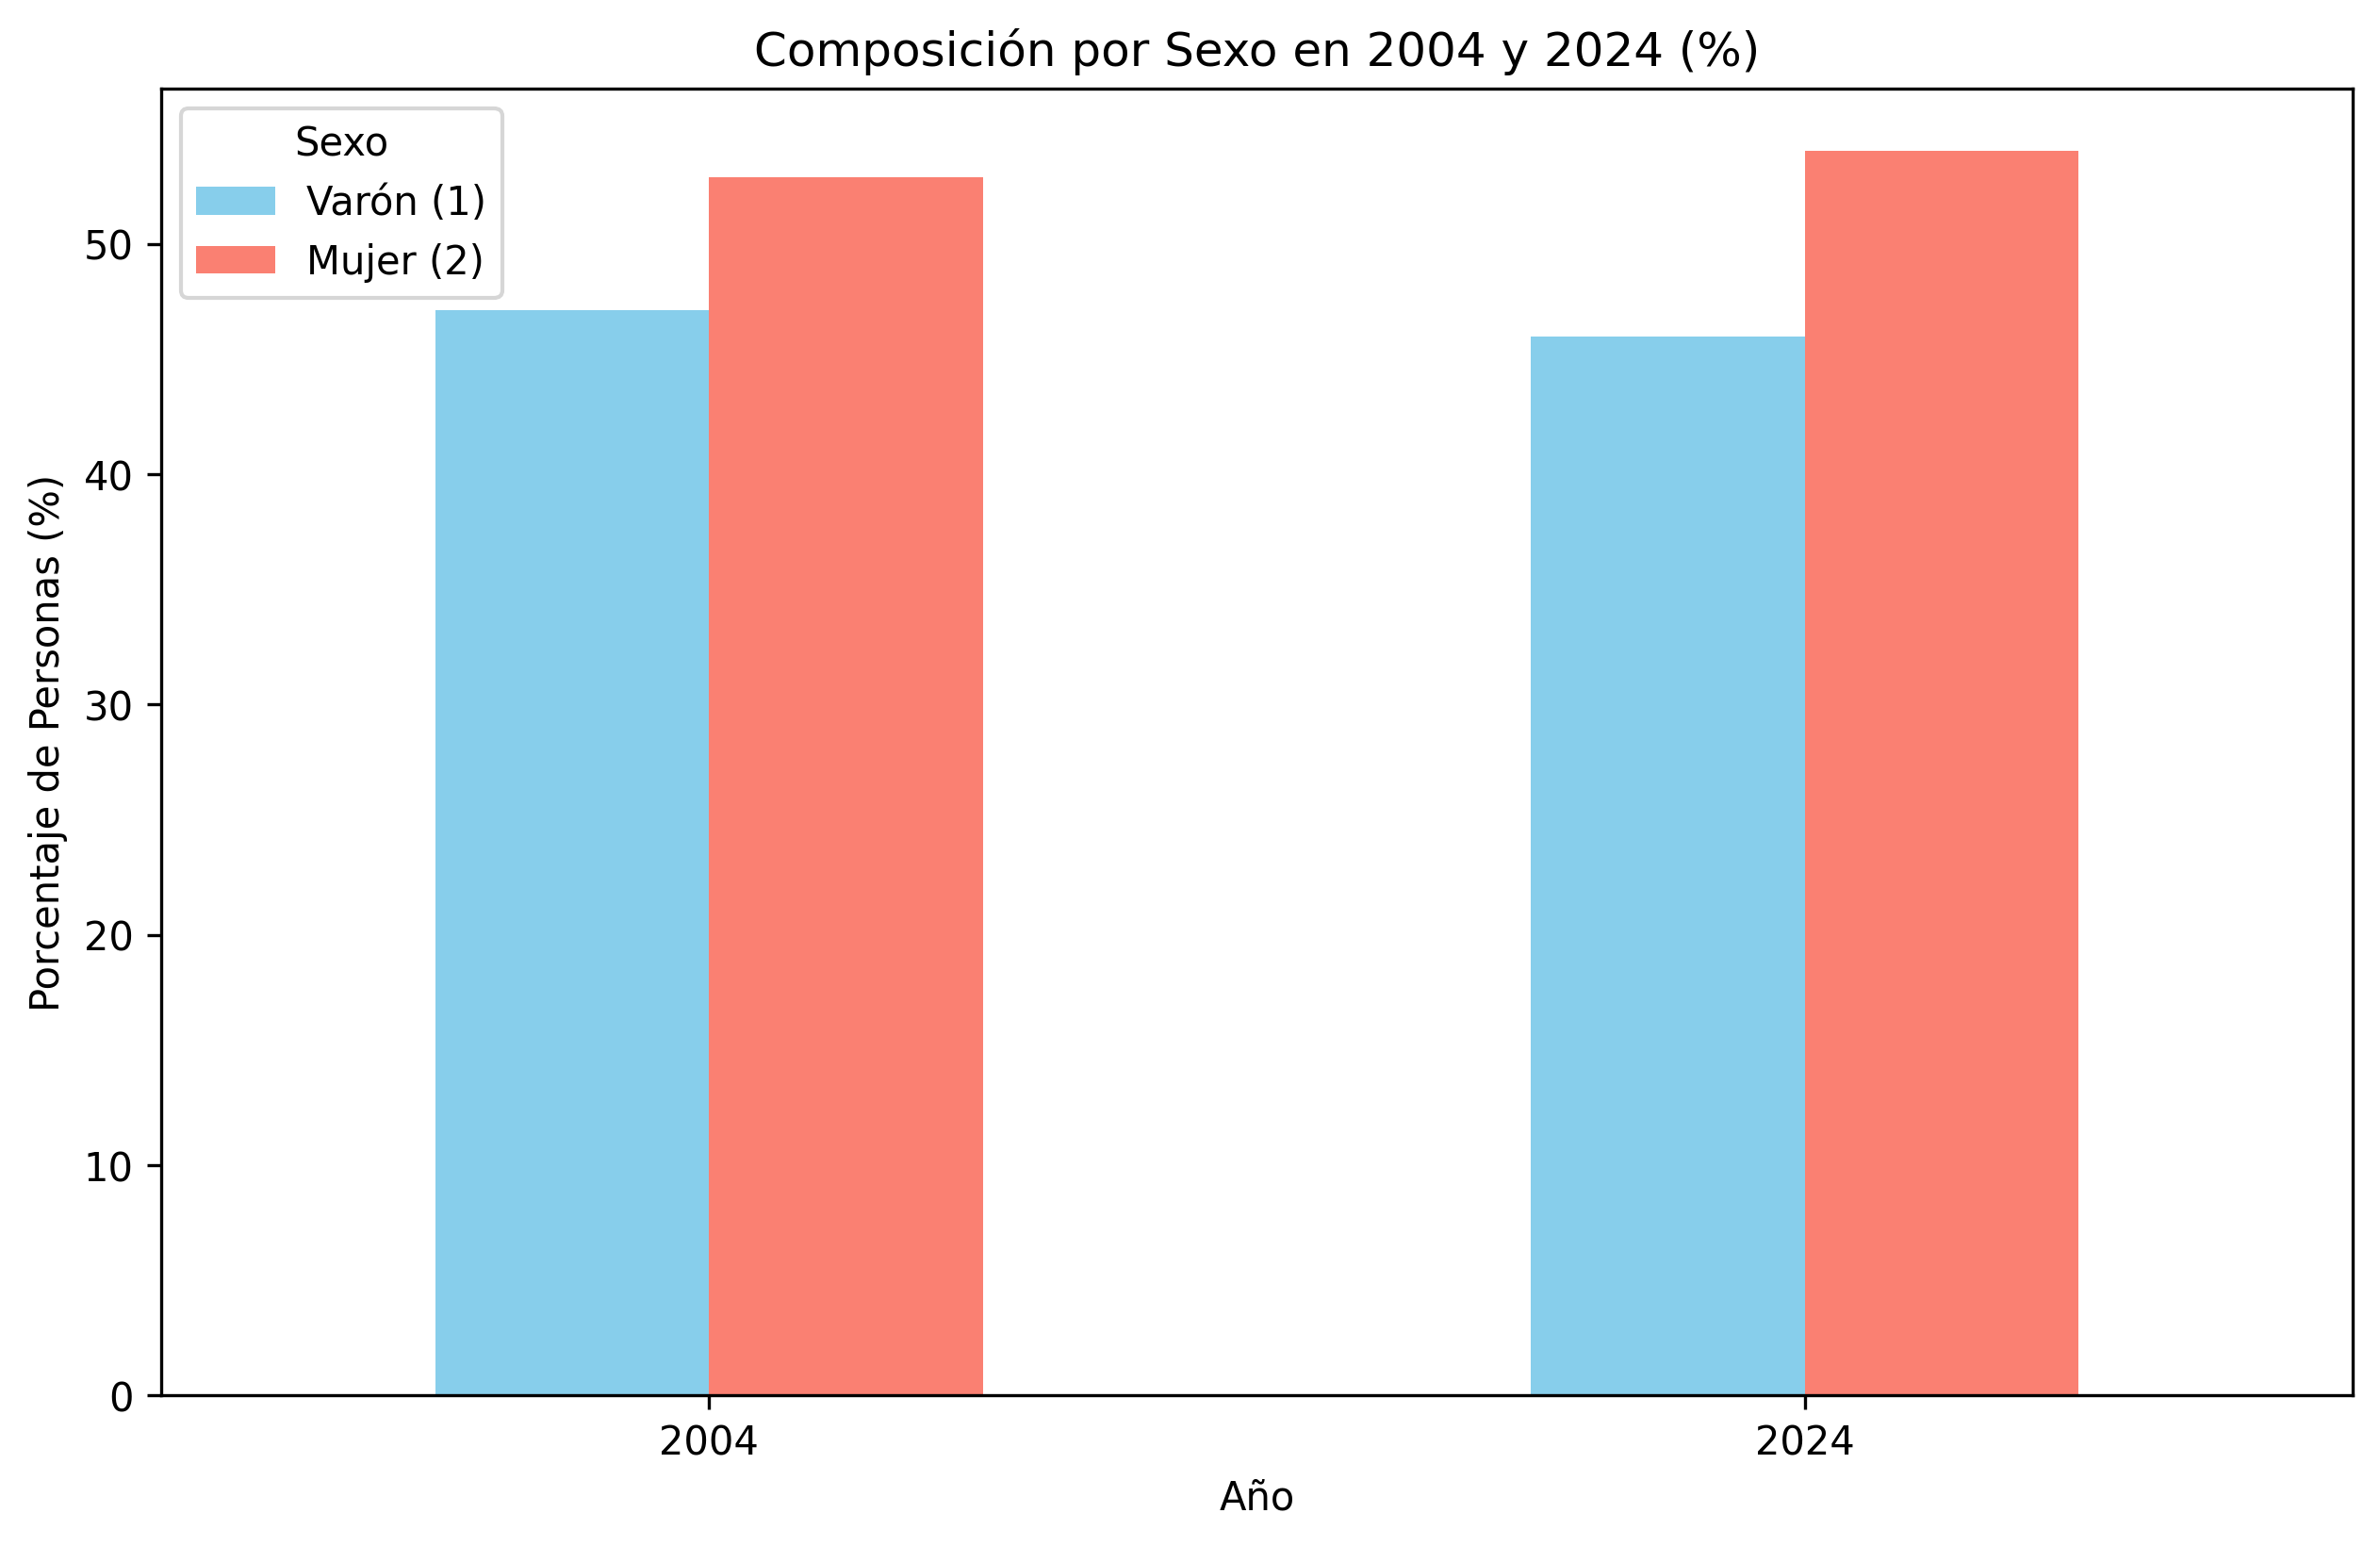 Composición por Sexo en 2004 y 2024 (%)
Sexo
Varón (1)
Mujer (2)
Porcentaje de Personas (%)
50
40
30
20
10
0
2004
2024
Año